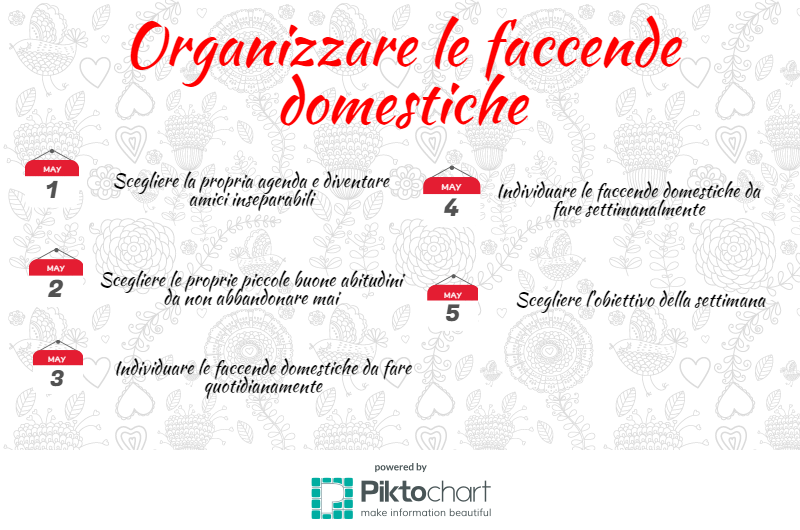 Organizzare le faccende
domestiche
MAY
1
Scegliere la propria agenda e diventare
amici inseparabili
MAY
2
Scegliere le proprie piccole buone abitudini
da non abbandonare mai
MAY
3
Individuare le faccende domestiche da fare
quotidianamente
MAY
4
Individuare le faccende domestiche da
fare settimanalmente
MAY
5
Scegliere l'obiettivo della settimana
powered by
Piktochart
make information beautiful